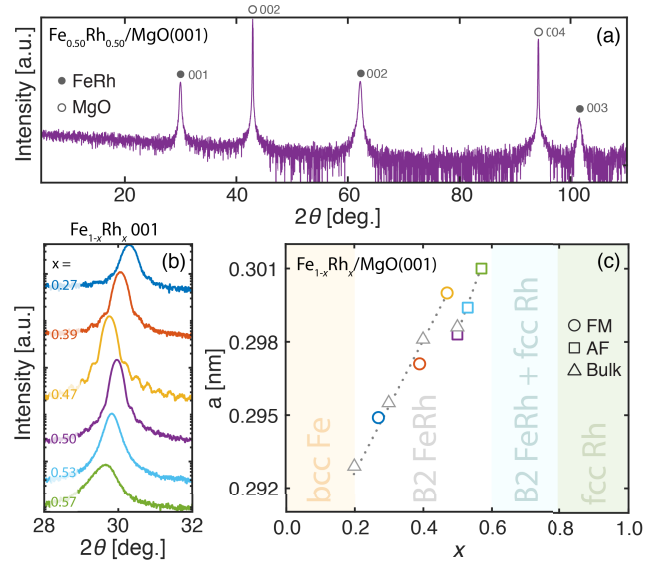 Fe0.50Rh0.50/MgO(001)
(a)
002
004
001
002
003
FeRh
MgO
Intensity [a.u.]
20
40
60
80
100
2θ [deg.]
Fe1-xRhx 001
(b)
x =
0.27
0.39
0.47
0.50
0.53
0.57
Intensity [a.u.]
28
30
32
2θ [deg.]
Fe1-xRhx/MgO(001)
(c)
FM
AF
Bulk
bcc Fe
B2 FeRh
B2 FeRh + fcc Rh
fcc Rh
0.301
0.298
0.295
0.292
a [nm]
0.0
0.2
0.4
0.6
0.8
1.0
x